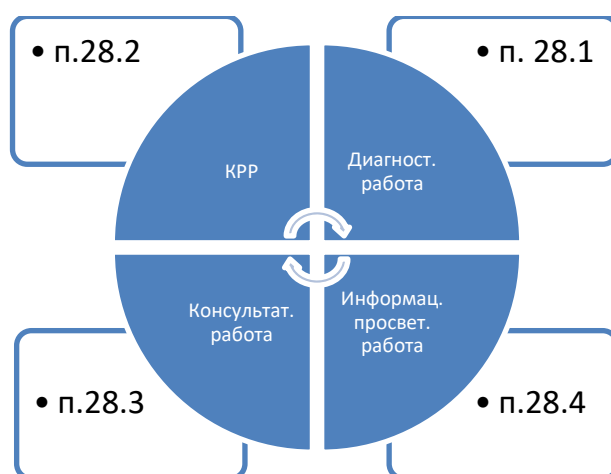 • п.28.2
• п. 28.1
КРР
Диагност.
работа
Консультат.
работа
Информац.
просвет.
работа
• п.28.3
• п.28.4